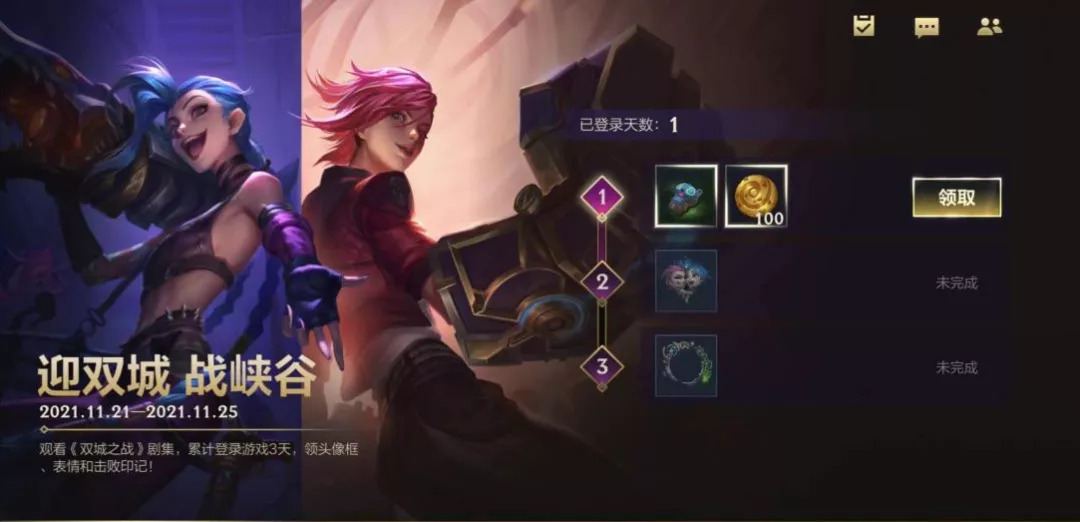 已登录天数：1
1
100
领取
2
未完成
3
未完成
迎双城 战峡谷
2021.11.21—2021.11.25
观看《双城之战》剧集，累计登录游戏3天，领头像框
、表情和击败印记！